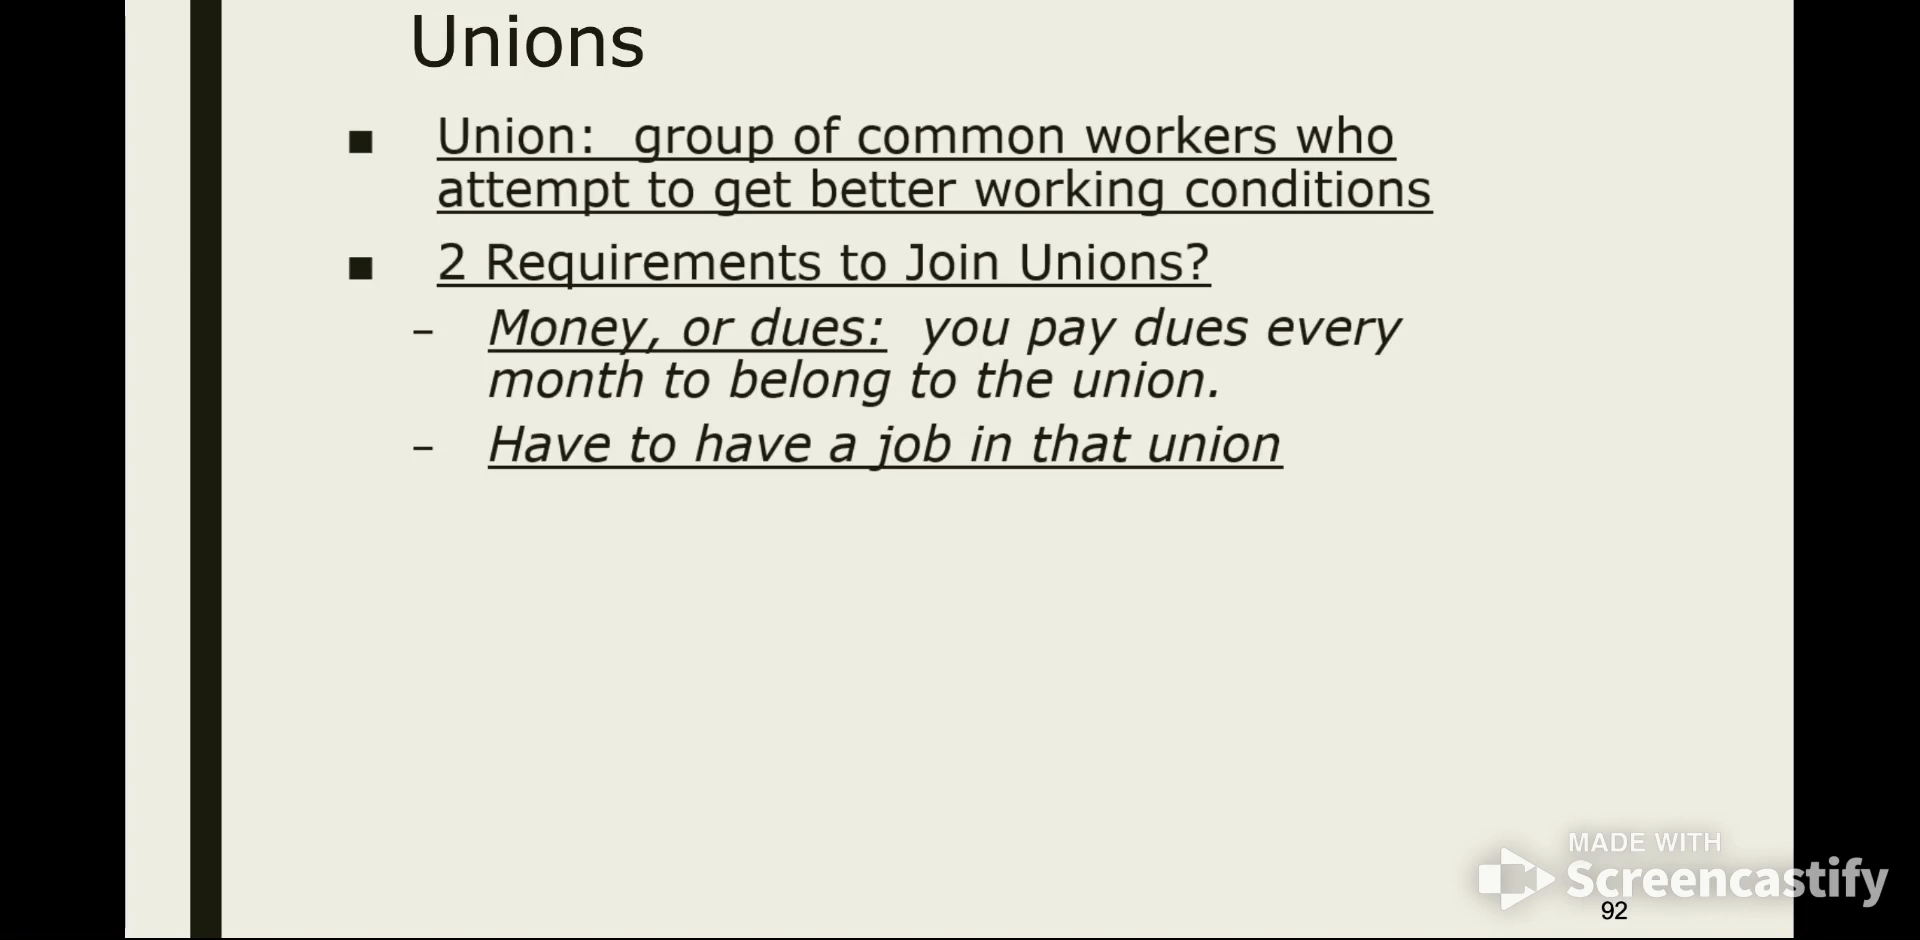 Unions
■ Union:  group of common workers who
attempt to get better working conditions
■ 2 Requirements to Join Unions?
– Money, or dues:  you pay dues every
month to belong to the union.
– Have to have a job in that union
MADE WITH
Screencastify
92